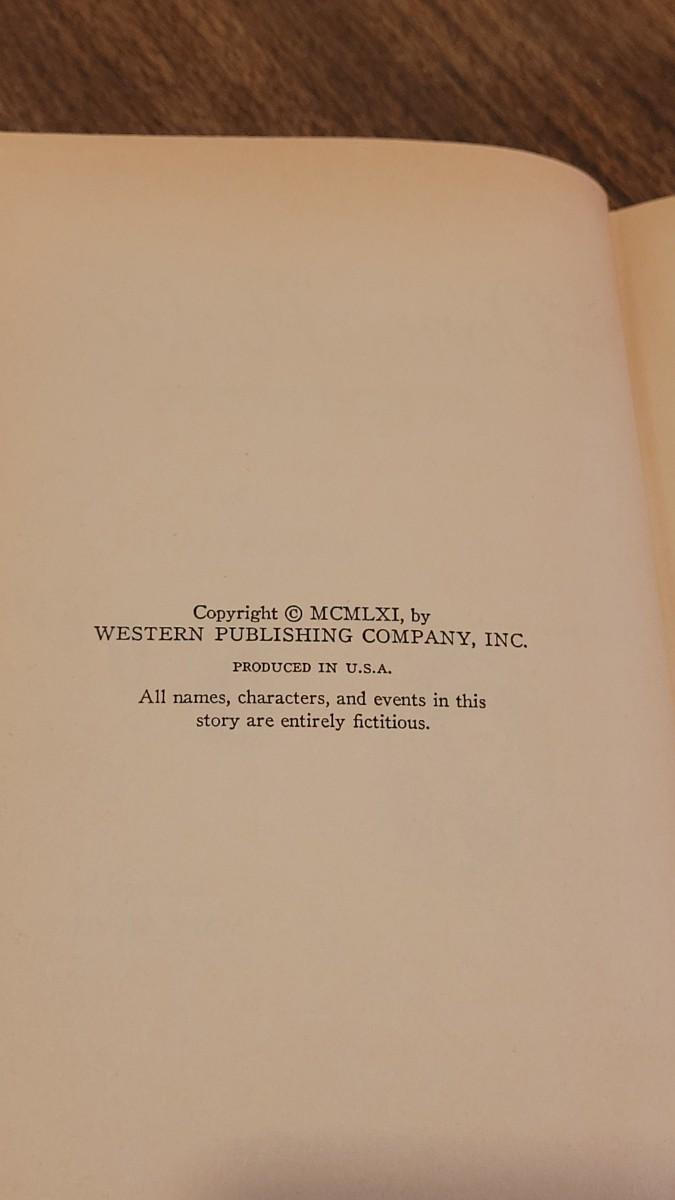 Copyright © MCMLXI, by
WESTERN PUBLISHING COMPANY, INC.
PRODUCED IN U.S.A.
All names, characters, and events in this
story are entirely fictitious.